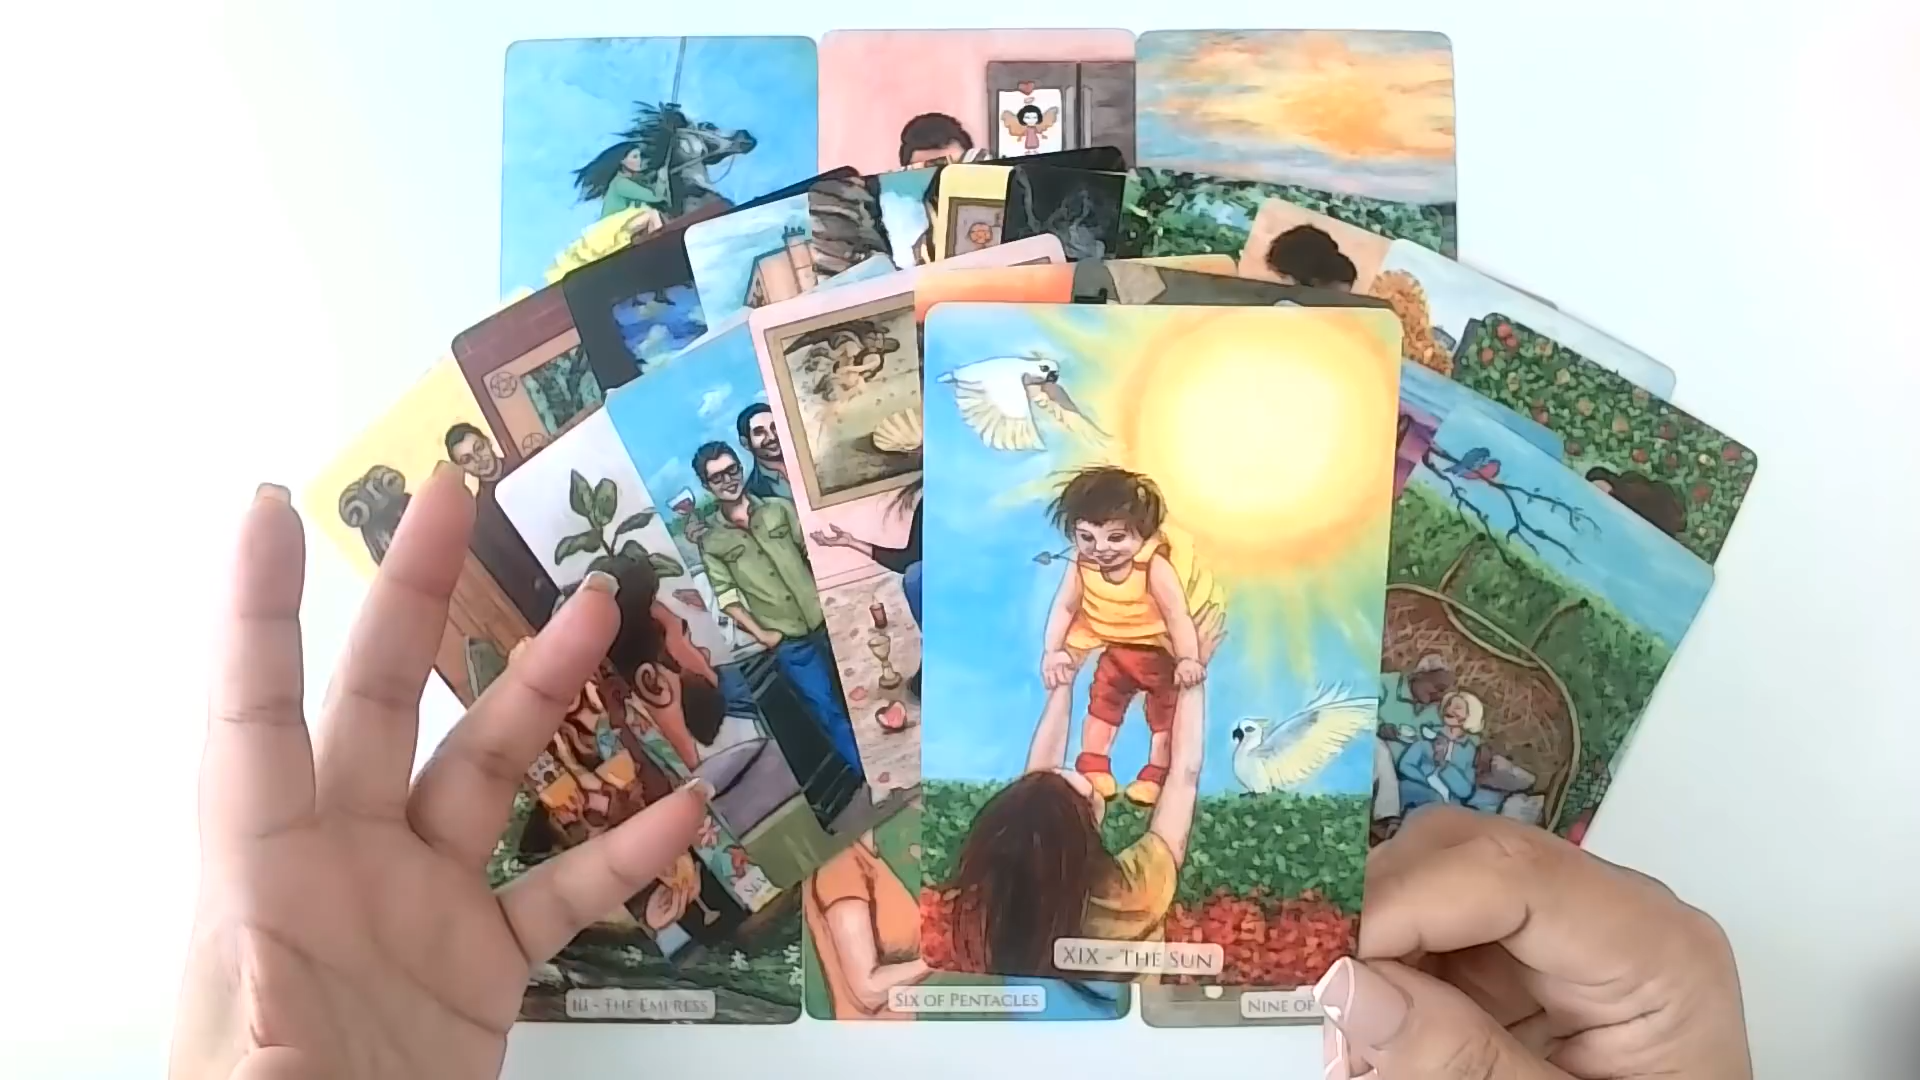 XIX - THE SUN
III - THE EMPRESS
SIX OF PENTACLES
NINE OF